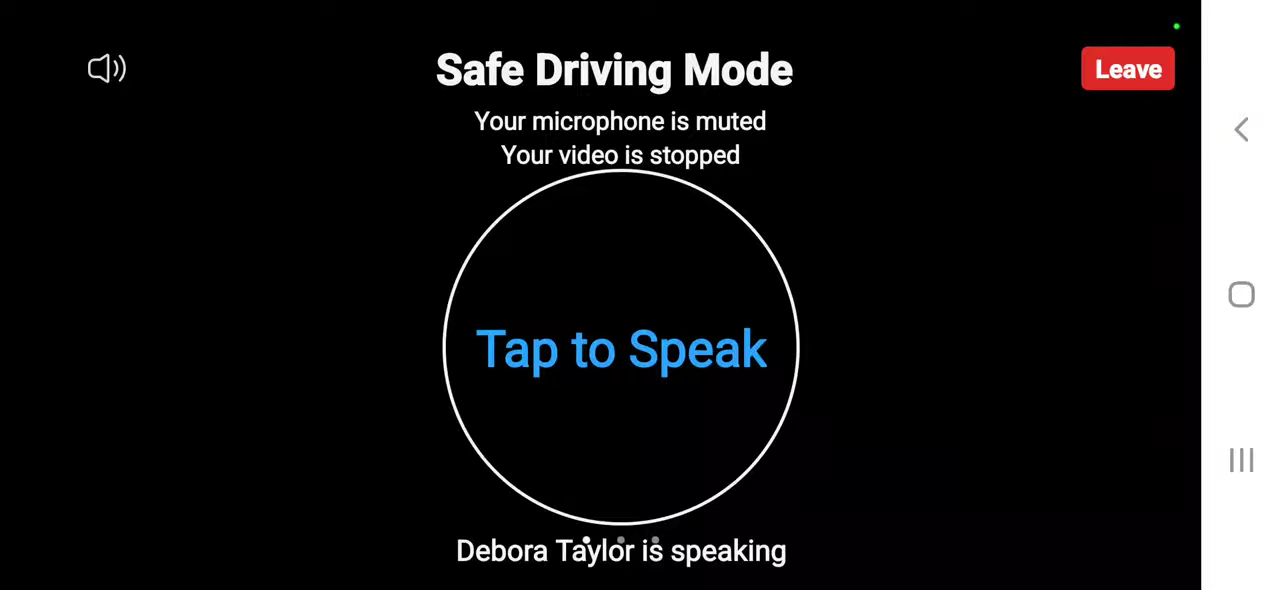 Safe Driving Mode
Leave
Your microphone is muted
Your video is stopped
Tap to Speak
Debora Taylor is speaking